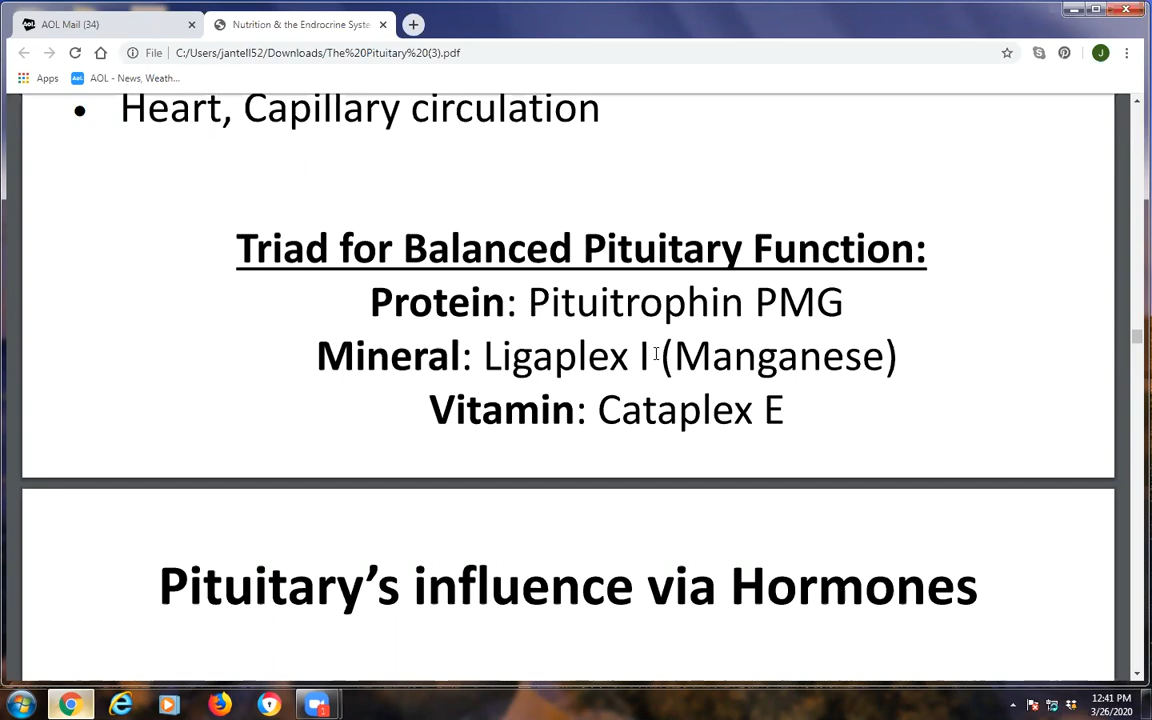 AOL Mail (34)
Nutrition & the Endocrine Syste
File
C:/Users/jantell52/Downloads/The%20Pituitary%20(3).pdf
J
Apps
Aol.
AOL - News, Weath...
• Heart, Capillary circulation
Triad for Balanced Pituitary Function:
Protein: Pituitrophin PMG
Mineral: Ligaplex I (Manganese)
Vitamin: Cataplex E
Pituitary’s influence via Hormones
1
12:41 PM
3/26/2020